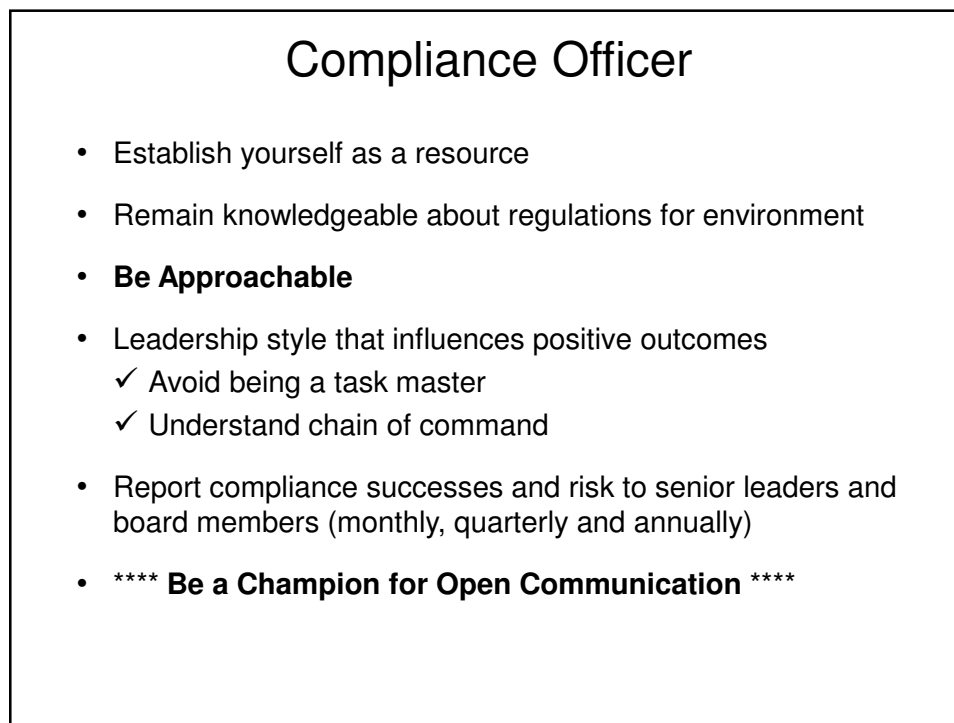 Compliance Officer
• Establish yourself as a resource
• Remain knowledgeable about regulations for environment
• Be Approachable
• Leadership style that influences positive outcomes
✓ Avoid being a task master
✓ Understand chain of command
• Report compliance successes and risk to senior leaders and
board members (monthly, quarterly and annually)
• **** Be a Champion for Open Communication ****